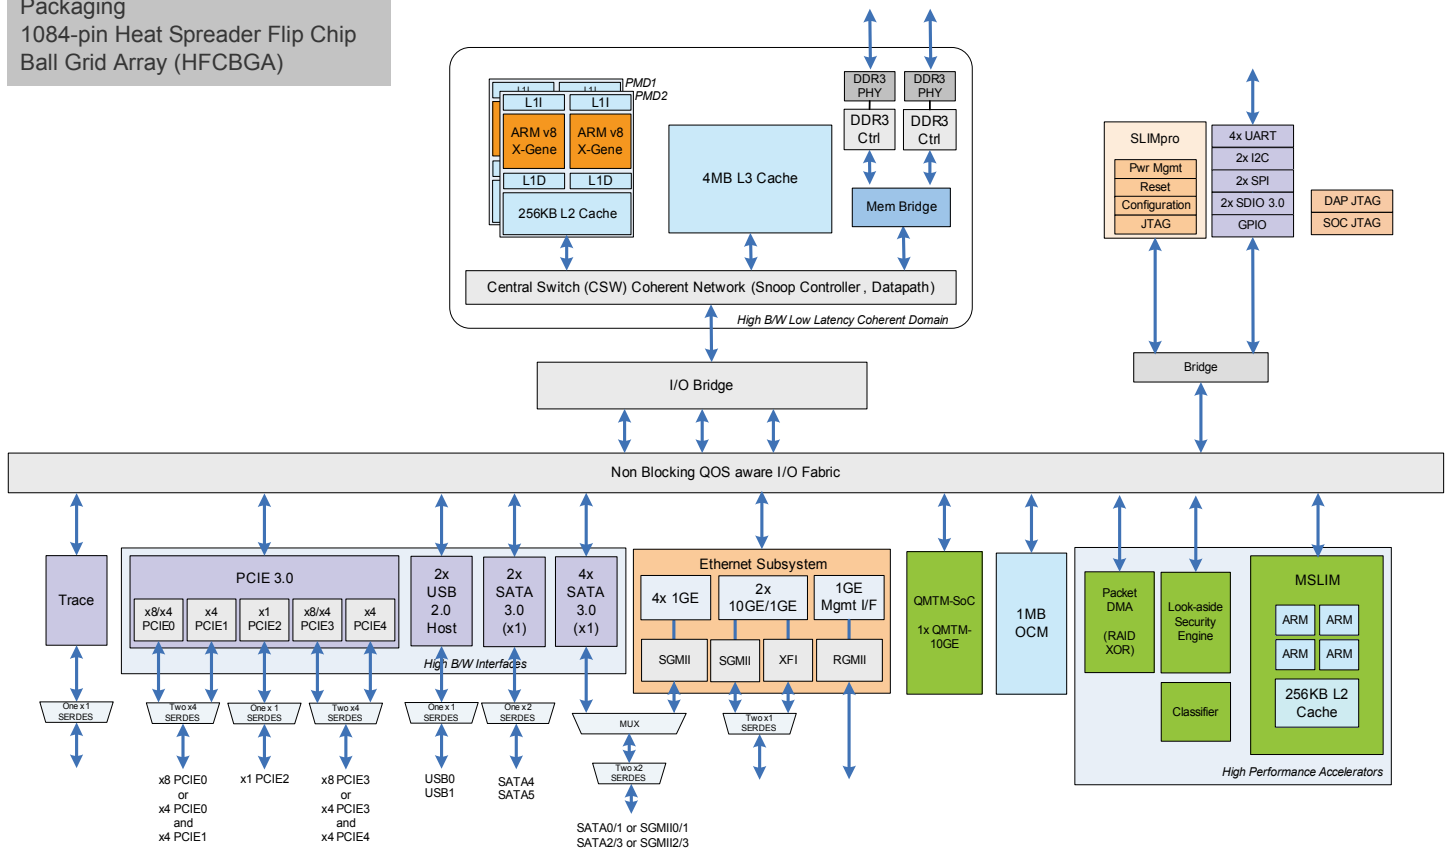 Packaging
1084-pin Heat Spreader Flip Chip
Ball Grid Array (HFCBGA)
PMD1
PMD2
L1I
L1I
L1I
L1I
ARM v8
X-Gene
ARM v8
X-Gene
L1D
L1D
256KB L2 Cache
4MB L3 Cache
DDR3
PHY
DDR3
PHY
DDR3
Ctrl
DDR3
Ctrl
Mem Bridge
Central Switch (CSW) Coherent Network (Snoop Controller , Datapath)
High B/W Low Latency Coherent Domain
SLIMpro
Pwr Mgmt
Reset
Configuration
JTAG
4x UART
2x I2C
2x SPI
2x SDIO 3.0
GPIO
DAP JTAG
SOC JTAG
I/O Bridge
Bridge
Non Blocking QOS aware I/O Fabric
Trace
PCIE 3.0
x8/x4
PCIE0
x4
PCIE1
x1
PCIE2
x8/x4
PCIE3
x4
PCIE4
2x
USB
2.0
Host
2x
SATA
3.0
(x1)
4x
SATA
3.0
(x1)
High B/W Interfaces
Ethernet Subsystem
4x 1GE
2x
10GE/1GE
1GE
Mgmt I/F
SGMII
SGMII
XFI
RGMII
QMTM-SoC
1x QMTM-
10GE
1MB
OCM
Packet
DMA
(RAID
XOR)
Look-aside
Security
Engine
Classifier
MSLIM
ARM
ARM
ARM
ARM
256KB L2
Cache
High Performance Accelerators
One x 1
SERDES
Two x4
SERDES
One x 1
SERDES
Two x4
SERDES
One x 1
SERDES
One x 2
SERDES
MUX
Two x1
SERDES
Two x2
SERDES
x8 PCIE0
or
x4 PCIE0
and
x4 PCIE1
x1 PCIE2
x8 PCIE3
or
x4 PCIE3
and
x4 PCIE4
USB0
USB1
SATA4
SATA5
SATA0/1 or SGMII0/1
SATA2/3 or SGMII2/3